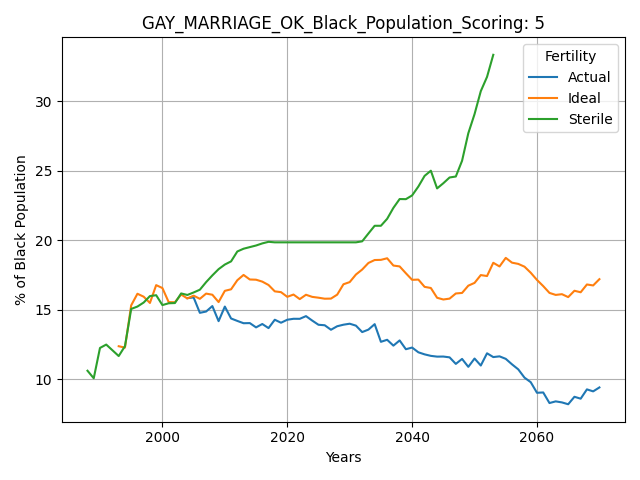 GAY_MARRIAGE_OK_Black_Population_Scoring: 5
% of Black Population
30
25
20
15
10
Fertility
Actual
Ideal
Sterile
2000
2020
2040
2060
Years